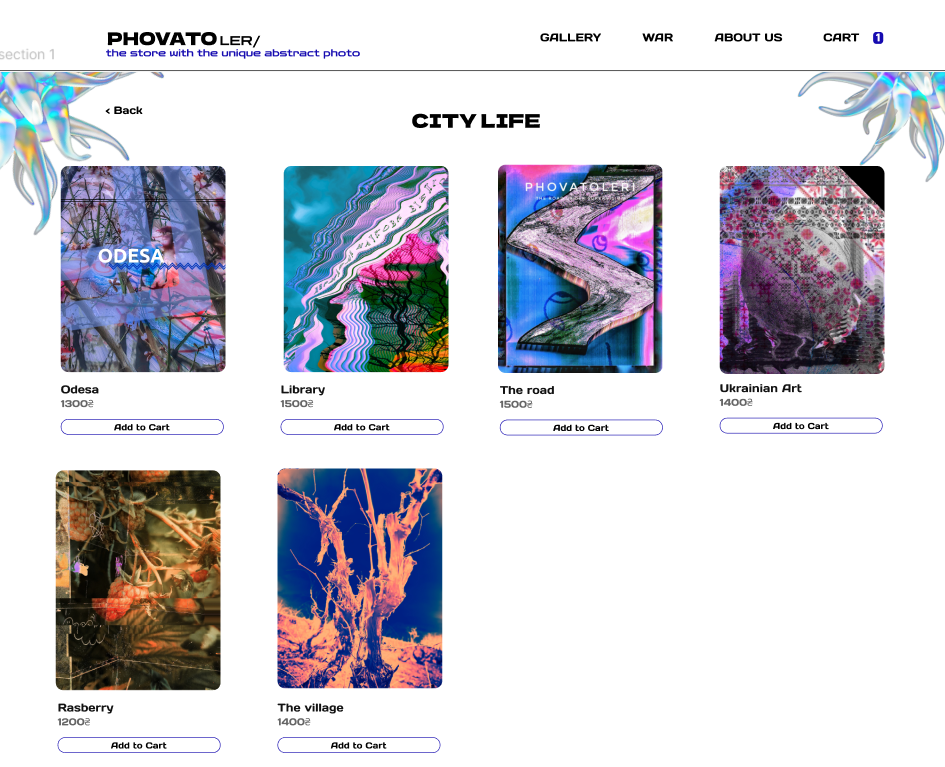 section 1
PHOVATO LER/
the store with the unique abstract photo
GALLERY
WAR
ABOUT US
CART 1
‹ Back
CITY LIFE
ODESA
PHOVATOLERI
Odesa
1300₴
Add to Cart
Library
1500₴
Add to Cart
The road
1500₴
Add to Cart
Ukrainian Art
1400₴
Add to Cart
Rasberry
1200₴
Add to Cart
The village
1400₴
Add to Cart